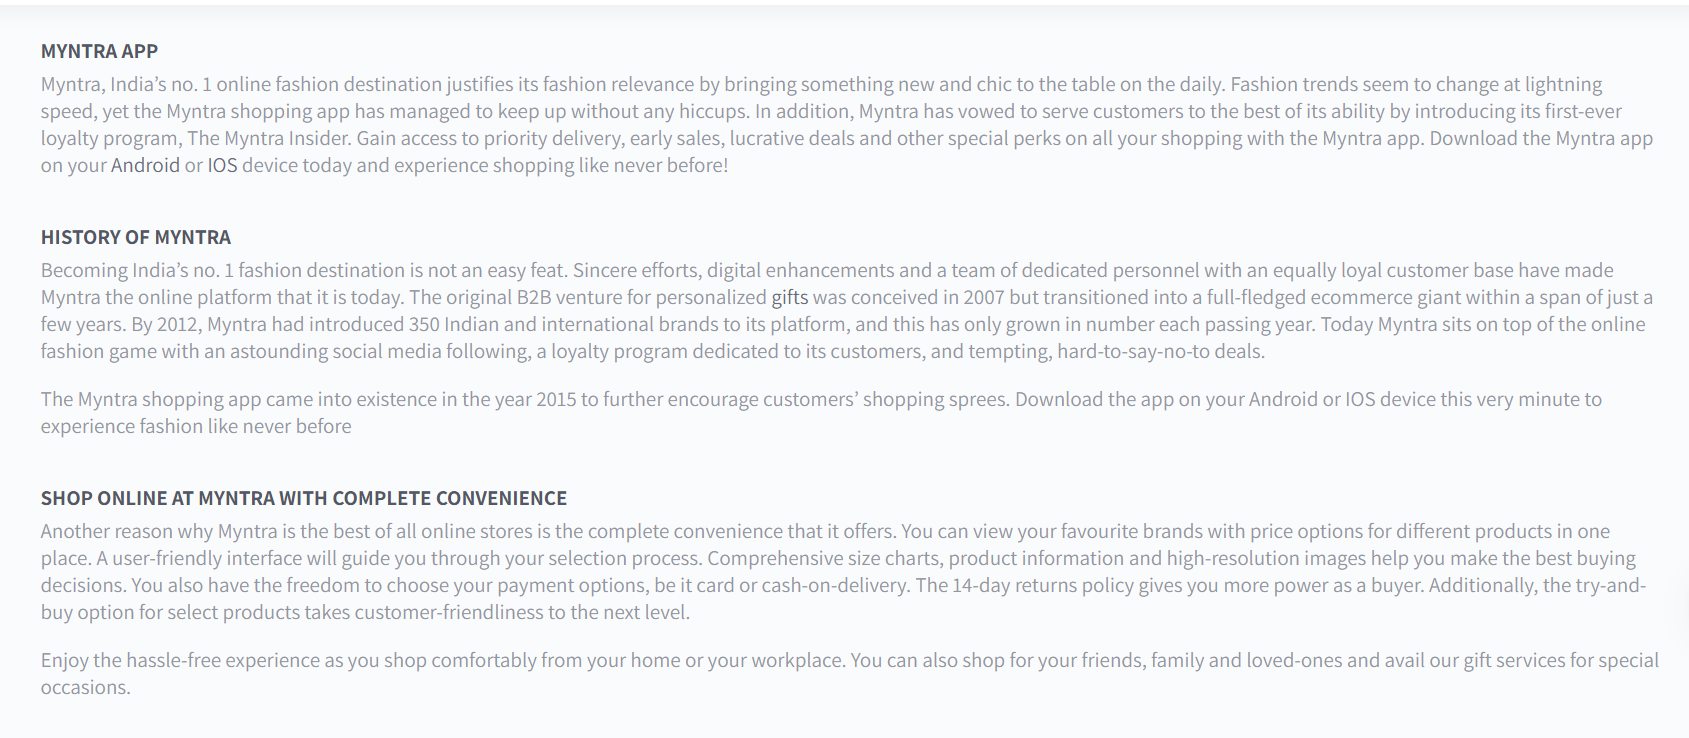 MYNTRA APP
Myntra, India’s no. 1 online fashion destination justifies its fashion relevance by bringing something new and chic to the table on the daily. Fashion trends seem to change at lightning
speed, yet the Myntra shopping app has managed to keep up without any hiccups. In addition, Myntra has vowed to serve customers to the best of its ability by introducing its first-ever
loyalty program, The Myntra Insider. Gain access to priority delivery, early sales, lucrative deals and other special perks on all your shopping with the Myntra app. Download the Myntra app
on your Android or IOS device today and experience shopping like never before!
HISTORY OF MYNTRA
Becoming India’s no. 1 fashion destination is not an easy feat. Sincere efforts, digital enhancements and a team of dedicated personnel with an equally loyal customer base have made
Myntra the online platform that it is today. The original B2B venture for personalized gifts was conceived in 2007 but transitioned into a full-fledged ecommerce giant within a span of just a
few years. By 2012, Myntra had introduced 350 Indian and international brands to its platform, and this has only grown in number each passing year. Today Myntra sits on top of the online
fashion game with an astounding social media following, a loyalty program dedicated to its customers, and tempting, hard-to-say-no-to deals.
The Myntra shopping app came into existence in the year 2015 to further encourage customers’ shopping sprees. Download the app on your Android or IOS device this very minute to
experience fashion like never before
SHOP ONLINE AT MYNTRA WITH COMPLETE CONVENIENCE
Another reason why Myntra is the best of all online stores is the complete convenience that it offers. You can view your favourite brands with price options for different products in one
place. A user-friendly interface will guide you through your selection process. Comprehensive size charts, product information and high-resolution images help you make the best buying
decisions. You also have the freedom to choose your payment options, be it card or cash-on-delivery. The 14-day returns policy gives you more power as a buyer. Additionally, the try-and-
buy option for select products takes customer-friendliness to the next level.
Enjoy the hassle-free experience as you shop comfortably from your home or your workplace. You can also shop for your friends, family and loved-ones and avail our gift services for special
occasions.